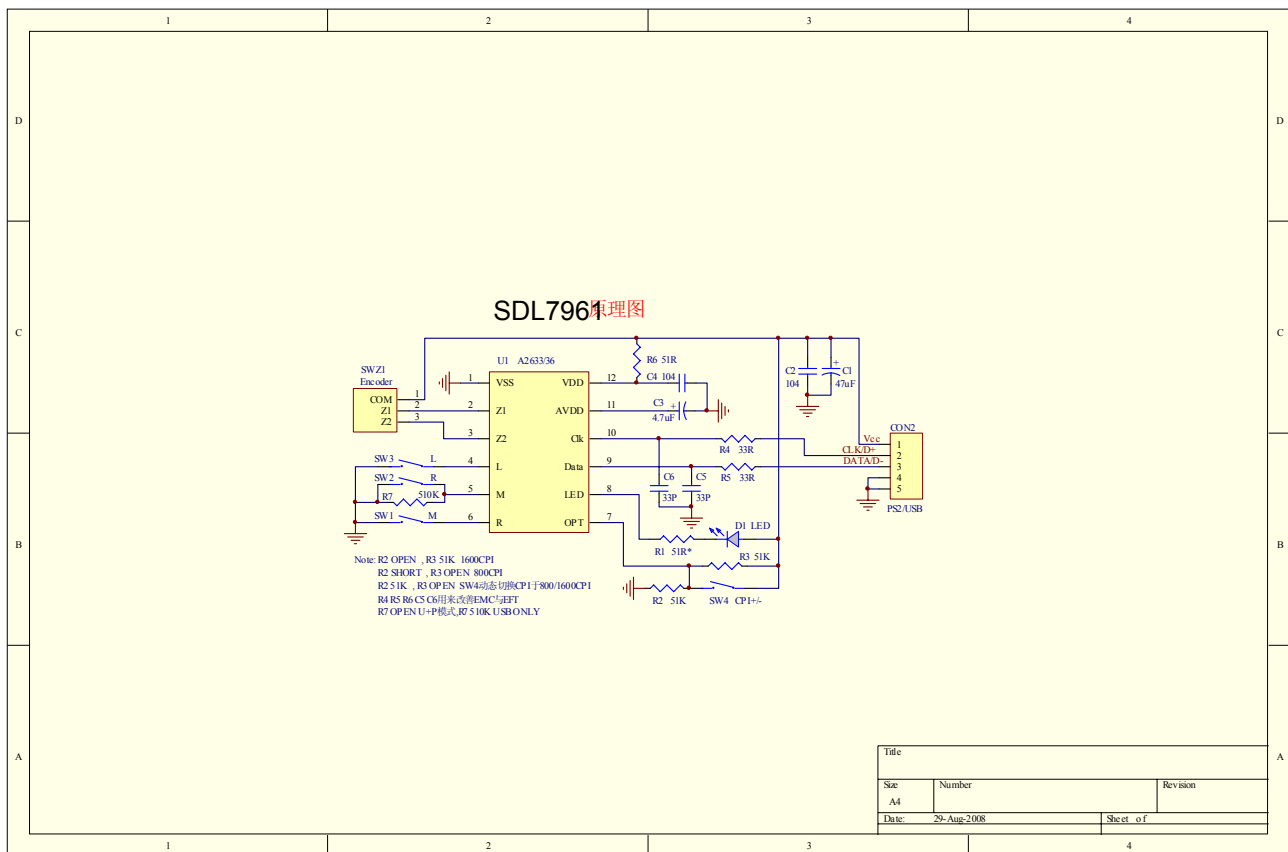 1 2 3 4
D D
C C
B B
A A
SDL7961原理图
U1 A2633/36
SWZ1
Encoder
COM 1
Z1 2
Z2 3
1 VSS
2 Z1
3 Z2
4 L
5 M
6 R
VDD 12
AVDD 11
Clk 10
Data 9
LED 8
OPT 7
SW3 L
SW2 R
R7 510K
SW1 M
R6 51R
C4 104
C3 +
4.7uF
C2
104
+
C1
47uF
R4 33R
R5 33R
C6
33P
C5
33P
D1 LED
R1 51R*
R3 51K
R2 51K
SW4 CPI+/-
CON2
Vcc 1
CLK/D+ 2
DATA/D- 3
4
5
PS2/USB
Note: R2 OPEN , R3 51K 1600CPI
R2 SHORT , R3 OPEN 800CPI
R2 51K , R3 OPEN SW4动态切换CPI于800/1600CPI
R4 R5 R6 C5 C6用来改善EMC与EFT
R7 OPEN U+P模式,R7 510K USB ONLY
Title
Size Number Revision
A4
Date: 29-Aug-2008 Sheet of
1 2 3 4